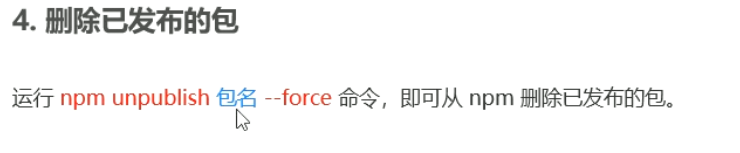 4. 删除已发布的包
运行 npm unpublish 包名 --force 命令，即可从 npm 删除已发布的包。